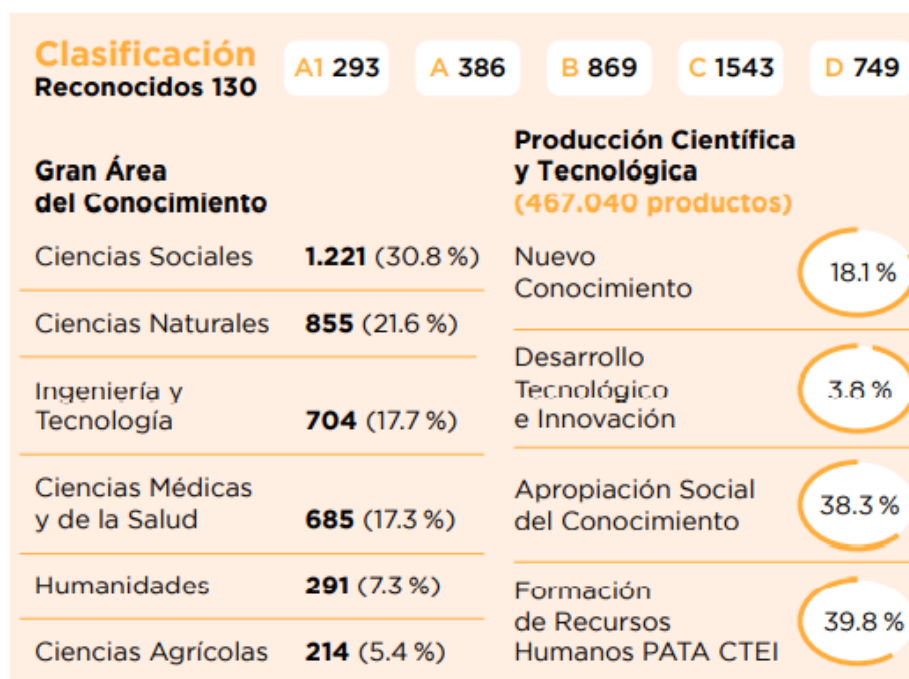 Clasificación
Reconocidos 130
A1 293
A 386
B 869
C 1543
D 749
Gran Área
del Conocimiento
Ciencias Sociales 1.221 (30.8 %)
Ciencias Naturales 855 (21.6 %)
Ingeniería y
Tecnología 704 (17.7 %)
Ciencias Médicas
y de la Salud 685 (17.3 %)
Humanidades 291 (7.3 %)
Ciencias Agrícolas 214 (5.4 %)
Producción Científica
y Tecnológica
(467.040 productos)
Nuevo
Conocimiento
18.1 %
Desarrollo
Tecnológico
e Innovación
3.8 %
Apropiación Social
del Conocimiento
38.3 %
Formación
de Recursos
Humanos PATA CTEI
39.8 %